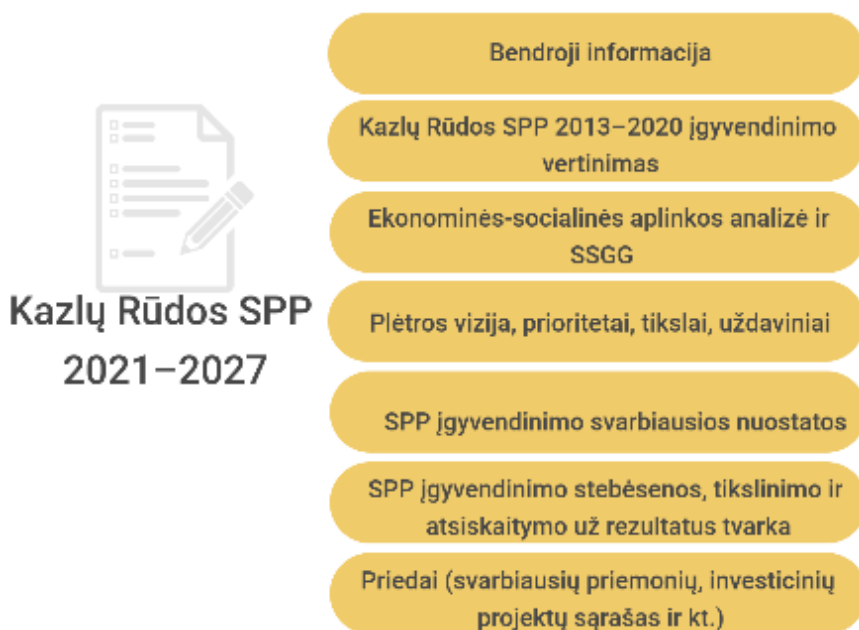 Kazlų Rūdos SPP
2021–2027
Bendroji informacija
Kazlų Rūdos SPP 2013–2020 įgyvendinimo
vertinimas
Ekonominės-socialinės aplinkos analizė ir
SSGG
Plėtros vizija, prioritetai, tikslai, uždaviniai
SPP įgyvendinimo svarbiausios nuostatos
SPP įgyvendinimo stebėsenos, tikslinimo ir
atsiskaitymo už rezultatus tvarka
Priedai (svarbiausių priemonių, investicinių
projektų sąrašas ir kt.)